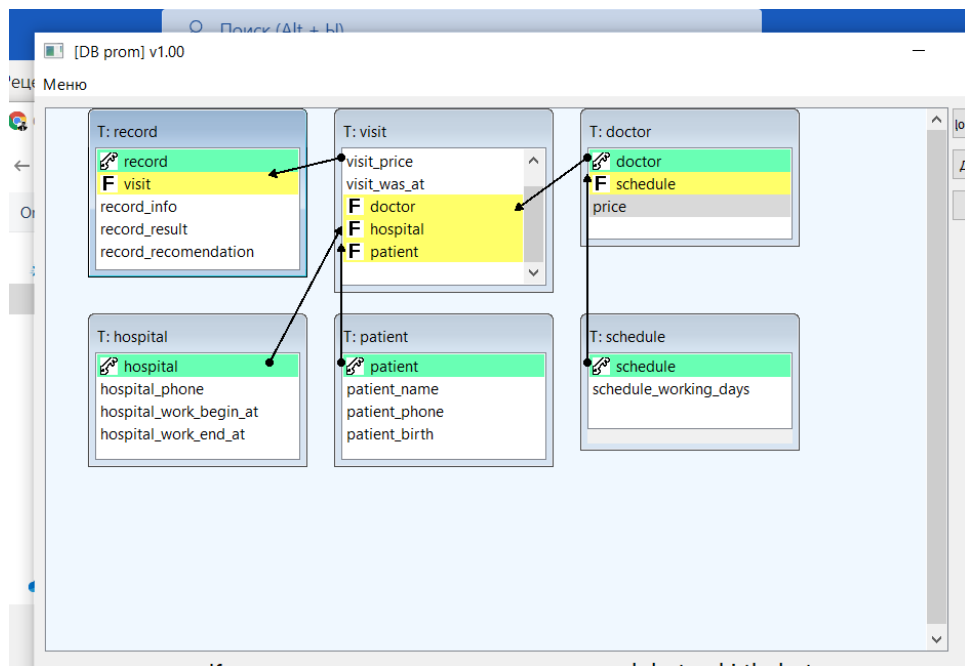 Поиск (Alt + Ы)
[DB prom] v1.00
Меню
T: record
record
F visit
record_info
record_result
record_recomendation
T: visit
visit_price
visit_was_at
F doctor
F hospital
F patient
T: doctor
doctor
F schedule
price
T: hospital
hospital
hospital_phone
hospital_work_begin_at
hospital_work_end_at
T: patient
patient
patient_name
patient_phone
patient_birth
T: schedule
schedule
schedule_working_days